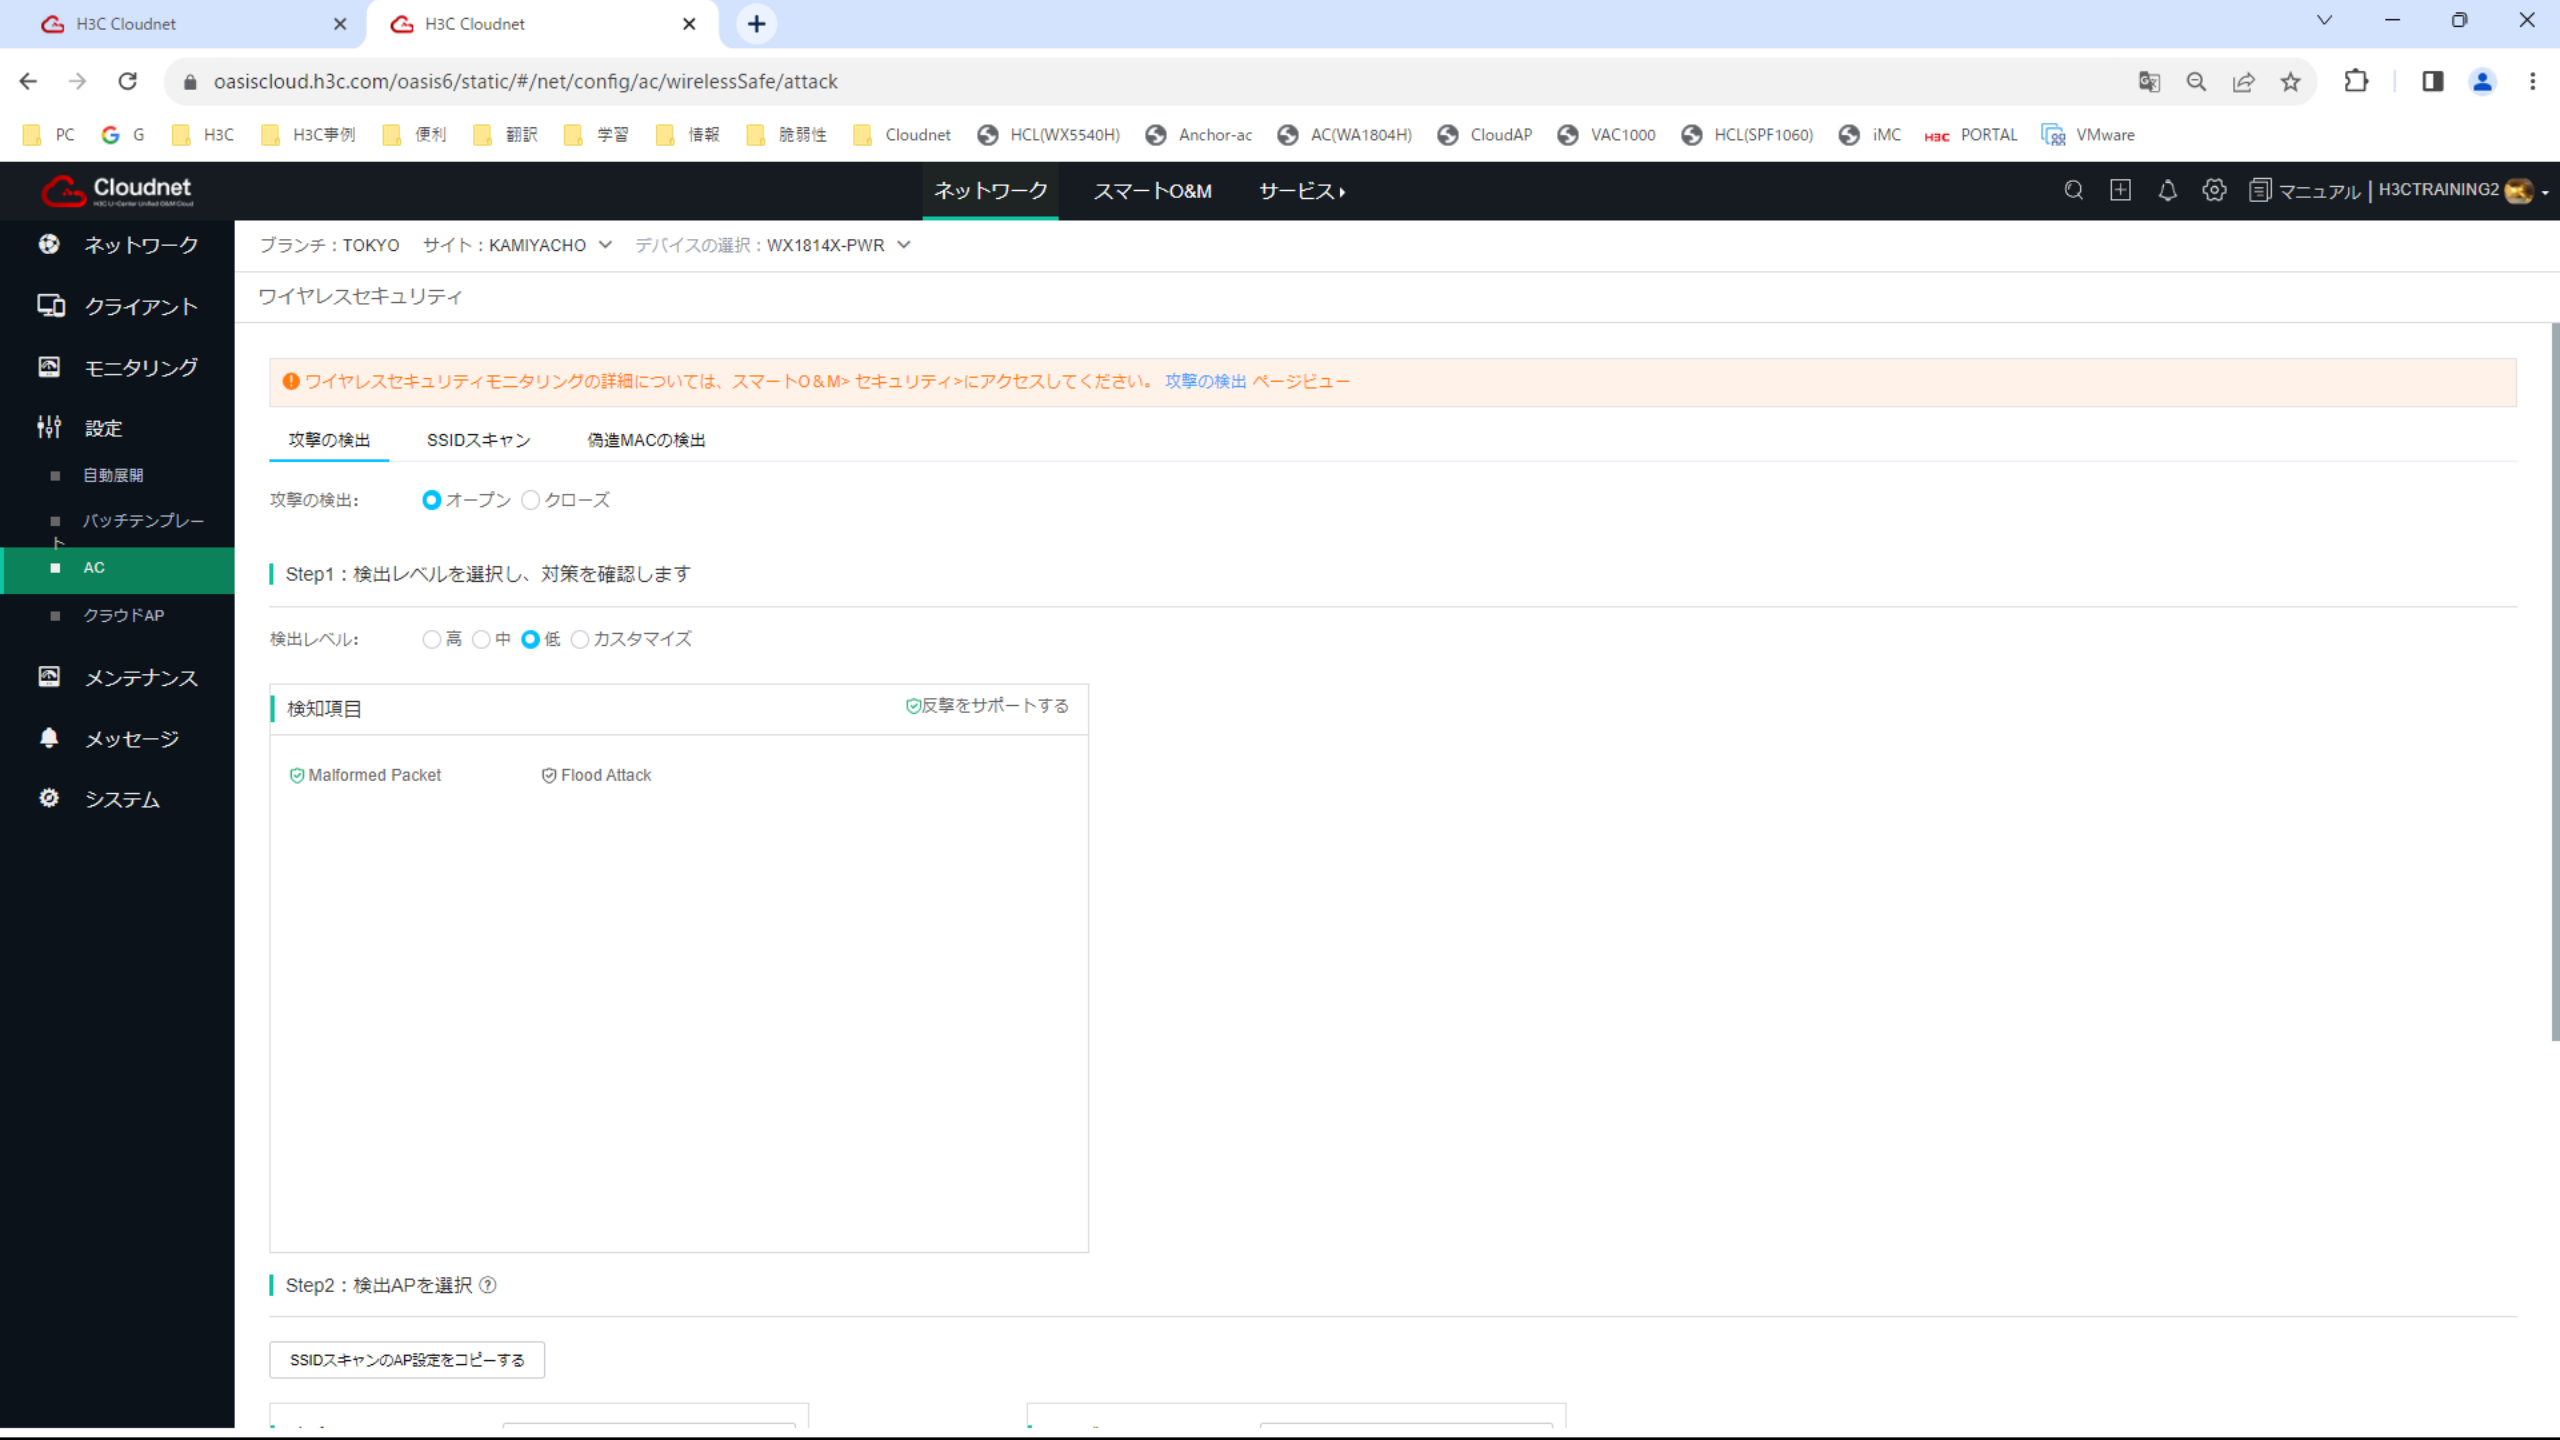 H3C Cloudnet
H3C Cloudnet
oasiscloud.h3c.com/oasis6/static/#/net/config/ac/wirelessSafe/attack
PC G H3C H3C事例 便利 翻訳 学習 情報 脆弱性 Cloudnet HCL(WX5540H) Anchor-ac AC(WA1804H) CloudAP VAC1000 HCL(SPF1060) iMC H3C PORTAL VMware
Cloudnet
H3C U-Center Unified O&M Cloud
ネットワーク スマートO&M サービス
マニュアル | H3CTRAINING2
ネットワーク
クライアント
モニタリング
設定
自動展開
バッチテンプレー
ト
AC
クラウドAP
メンテナンス
メッセージ
システム
ブランチ : TOKYO サイト : KAMIYACHO デバイスの選択 : WX1814X-PWR
ワイヤレスセキュリティ
ワイヤレスセキュリティモニタリングの詳細については、スマートO&M> セキュリティ>にアクセスしてください。 攻撃の検出 ページビュー
攻撃の検出 SSIDスキャン 偽造MACの検出
攻撃の検出: オープン クローズ
Step1 : 検出レベルを選択し、対策を確認します
検出レベル: 高 中 低 カスタマイズ
検知項目 反撃をサポートする
Malformed Packet Flood Attack
Step2 : 検出APを選択
SSIDスキャンのAP設定をコピーする